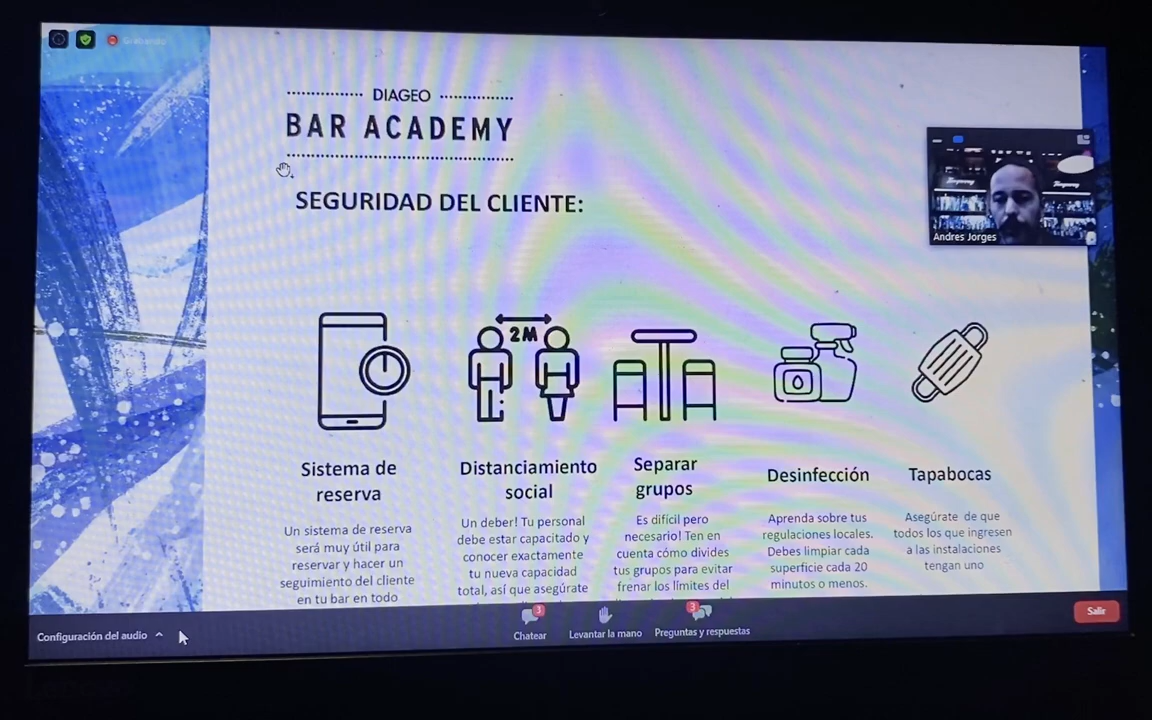 Grabando
DIAGEO
BAR ACADEMY
SEGURIDAD DEL CLIENTE:
Andres Jorges
2M
Sistema de
reserva
Un sistema de reserva
será muy útil para
reservar y hacer un
seguimiento del cliente
en tu bar en todo
Distanciamiento
social
Un deber! Tu personal
debe estar capacitado y
conocer exactamente
tu nueva capacidad
total, así que asegúrate
Separar
grupos
Es difícil pero
necesario! Ten en
cuenta cómo divides
tus grupos para evitar
frenar los límites del
Desinfección
Aprenda sobre tus
regulaciones locales.
Debes limpiar cada
superficie cada 20
minutos o menos.
Tapabocas
Asegúrate de que
todos los que ingresen
a las instalaciones
tengan uno
Configuración del audio
3
Chatear
Levantar la mano
3
Preguntas y respuestas
Salir
Lenovo